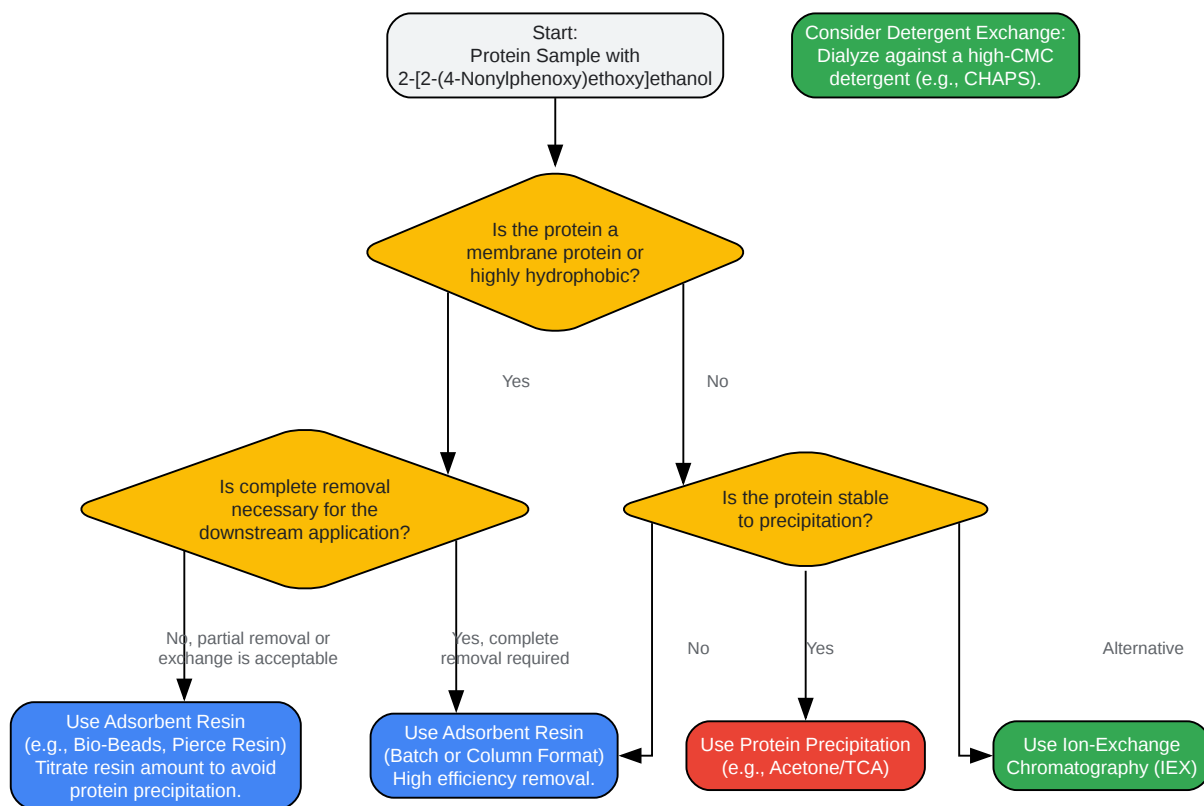 Start:
Protein Sample with
2-[2-(4-Nonylphenoxy)ethoxy]ethanol
Consider Detergent Exchange:
Dialyze against a high-CMC
detergent (e.g., CHAPS).
Is the protein a
membrane protein or
highly hydrophobic?
Yes
No
Is complete removal
necessary for the
downstream application?
Is the protein stable
to precipitation?
No, partial removal or
exchange is acceptable
Yes, complete
removal required
No
Yes
Alternative
Use Adsorbent Resin
(e.g., Bio-Beads, Pierce Resin)
Titrate resin amount to avoid
protein precipitation.
Use Adsorbent Resin
(Batch or Column Format)
High efficiency removal.
Use Protein Precipitation
(e.g., Acetone/TCA)
Use Ion-Exchange
Chromatography (IEX)